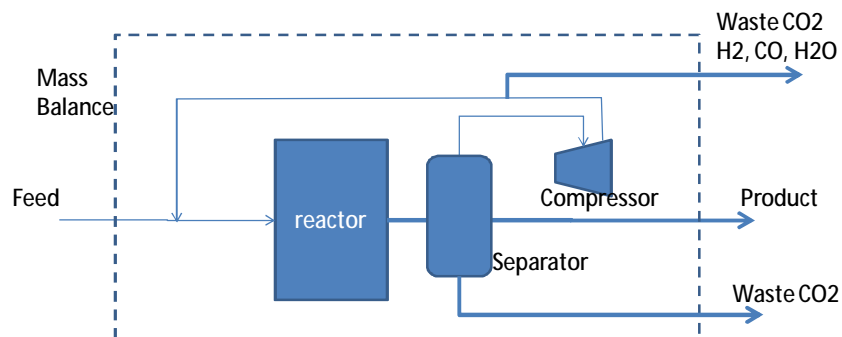 Waste CO2
H2, CO, H2O
Mass
Balance
Feed
reactor
Compressor
Product
Separator
Waste CO2